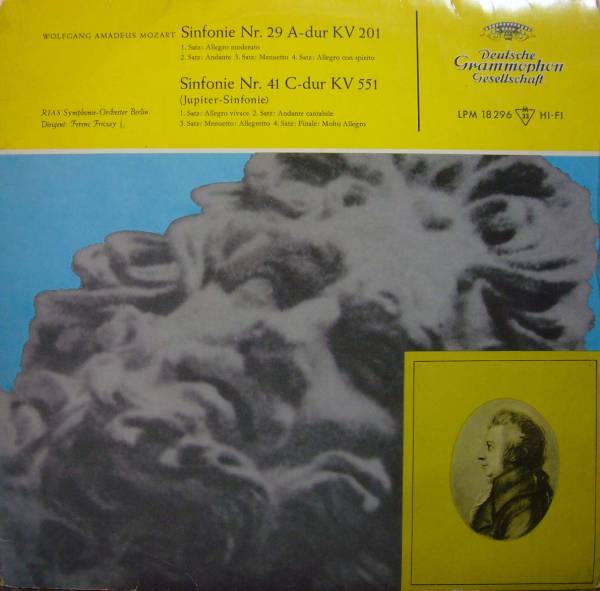 WOLFGANG AMADEUS MOZART Sinfonie Nr. 29 A-dur KV 201
1. Satz: Allegro moderato
2. Satz: Andante 3. Satz: Menuetto 4. Satz: Allegro con spirito
Sinfonie Nr. 41 C-dur KV 551
(Jupiter-Sinfonie)
1. Satz: Allegro vivace 2. Satz: Andante cantabile
3. Satz: Menuetto: Allegretto 4. Satz: Finale: Molto Allegro
RIAS Symphonie-Orchester Berlin
Dirigent: Ferenc Fricsay
Deutsche
Grammophon
Gesellschaft
LPM 18 296 M 33 HI-FI